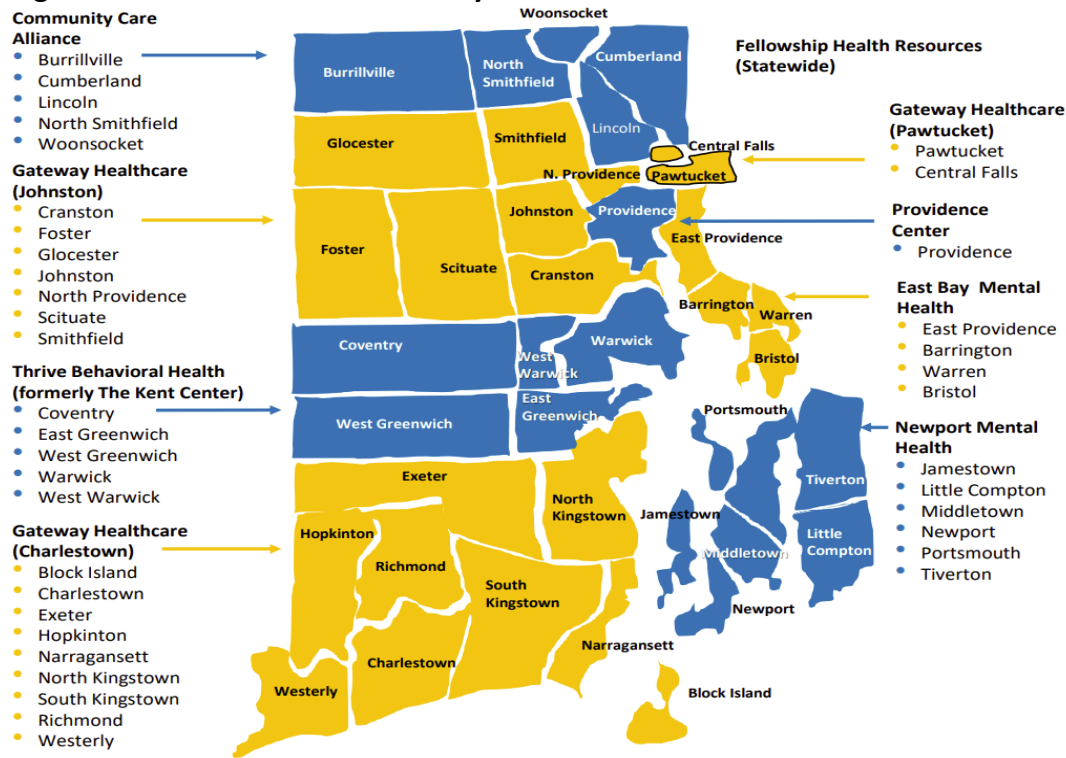 Community Care
Alliance
Burrillville
Cumberland
Lincoln
North Smithfield
Woonsocket
Gateway Healthcare
(Johnston)
Cranston
Foster
Glocester
Johnston
North Providence
Scituate
Smithfield
Thrive Behavioral Health
(formerly The Kent Center)
Coventry
East Greenwich
West Greenwich
Warwick
West Warwick
Gateway Healthcare
(Charlestown)
Block Island
Charlestown
Exeter
Hopkinton
Narragansett
North Kingstown
South Kingstown
Richmond
Westerly
Woonsocket
Burrillville
North
Smithfield
Cumberland
Lincoln
Glocester
Smithfield
Central Falls
N. Providence
Pawtucket
Foster
Scituate
Johnston
Providence
East Providence
Cranston
Barrington
Warren
Bristol
Coventry
West
Warwick
Warwick
West Greenwich
East
Greenwich
Portsmouth
Tiverton
Exeter
North
Kingstown
Jamestown
Middletown
Little
Compton
Hopkinton
Richmond
South
Kingstown
Newport
Narragansett
Charlestown
Westerly
Block Island
Fellowship Health Resources
(Statewide)
Gateway Healthcare
(Pawtucket)
Pawtucket
Central Falls
Providence
Center
Providence
East Bay Mental
Health
East Providence
Barrington
Warren
Bristol
Newport Mental
Health
Jamestown
Little Compton
Middletown
Newport
Portsmouth
Tiverton